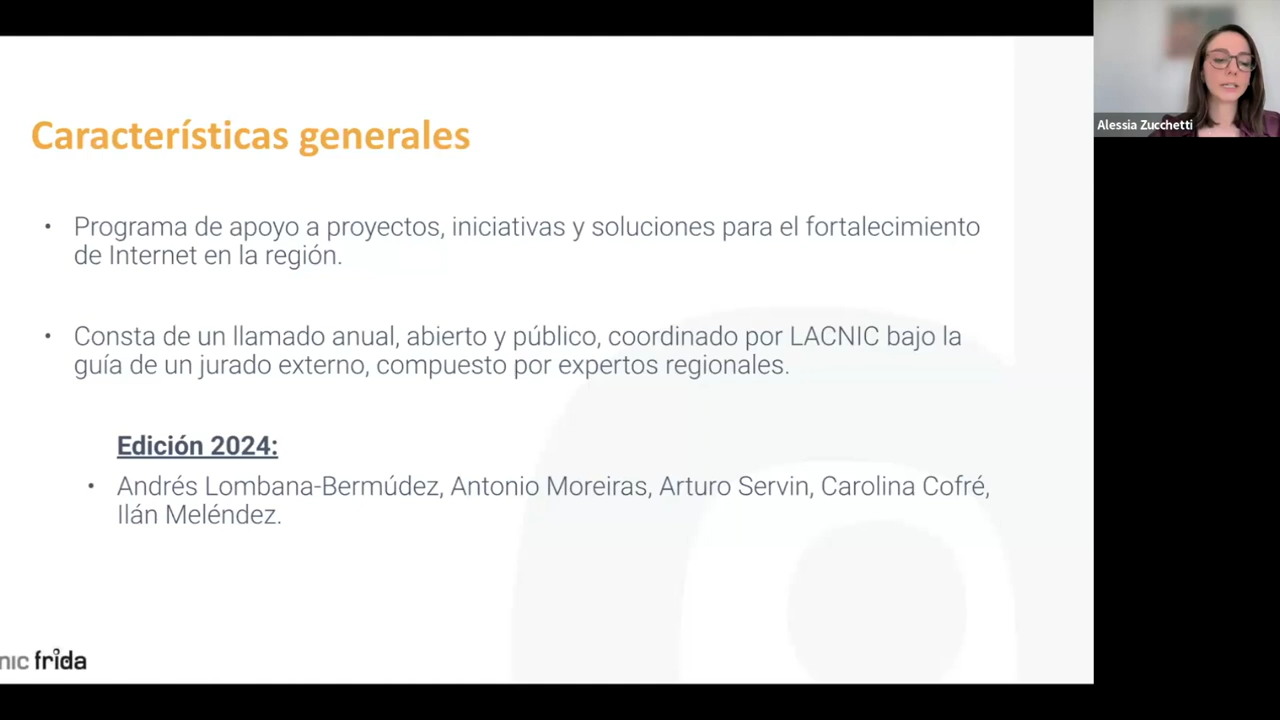 Características generales
• Programa de apoyo a proyectos, iniciativas y soluciones para el fortalecimiento
de Internet en la región.
• Consta de un llamado anual, abierto y público, coordinado por LACNIC bajo la
guía de un jurado externo, compuesto por expertos regionales.
Edición 2024:
• Andrés Lombana-Bermúdez, Antonio Moreiras, Arturo Servin, Carolina Cofré,
Ilán Meléndez.
nic frida
Alessia Zucchetti